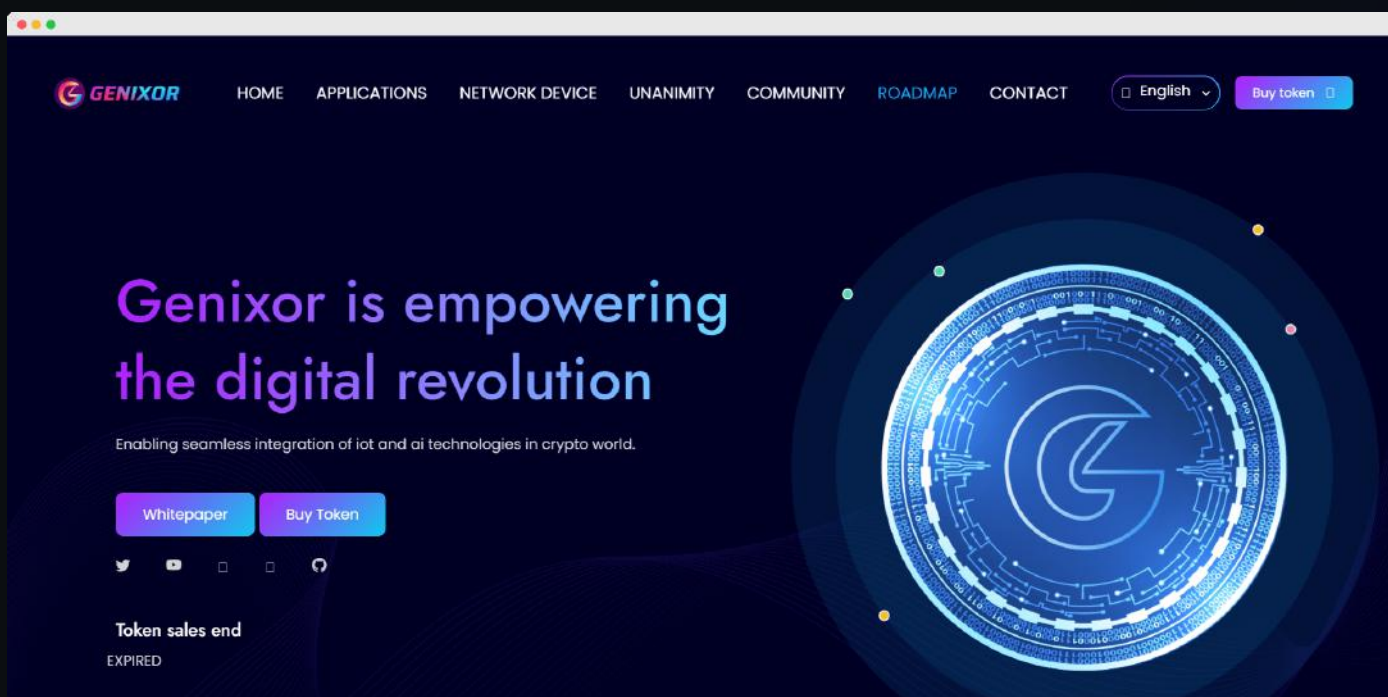 GENIXOR HOME APPLICATIONS NETWORK DEVICE UNANIMITY COMMUNITY ROADMAP CONTACT English Buy token
Genixor is empowering
the digital revolution
Enabling seamless integration of iot and ai technologies in crypto world.
Whitepaper Buy Token
Token sales end
EXPIRED